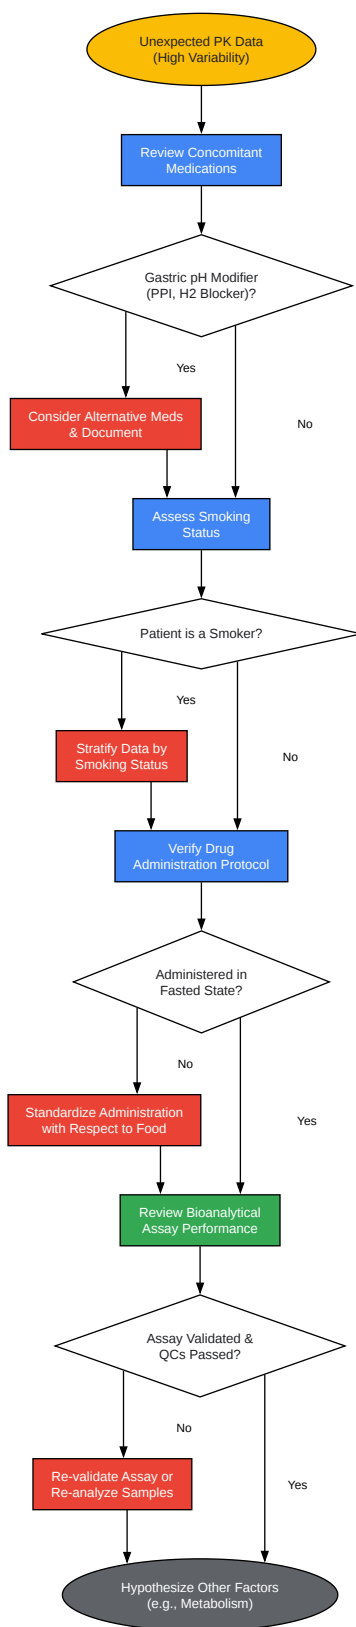 Unexpected PK Data
(High Variability)
Review Concomitant
Medications
Gastric pH Modifier
(PPI, H2 Blocker)?
Yes
Consider Alternative Meds
& Document
No
Assess Smoking
Status
Patient is a Smoker?
Yes
Stratify Data by
Smoking Status
No
Verify Drug
Administration Protocol
Administered in
Fasted State?
No
Standardize Administration
with Respect to Food
Yes
Review Bioanalytical
Assay Performance
Assay Validated &
QCs Passed?
No
Re-validate Assay or
Re-analyze Samples
Yes
Hypothesize Other Factors
(e.g., Metabolism)